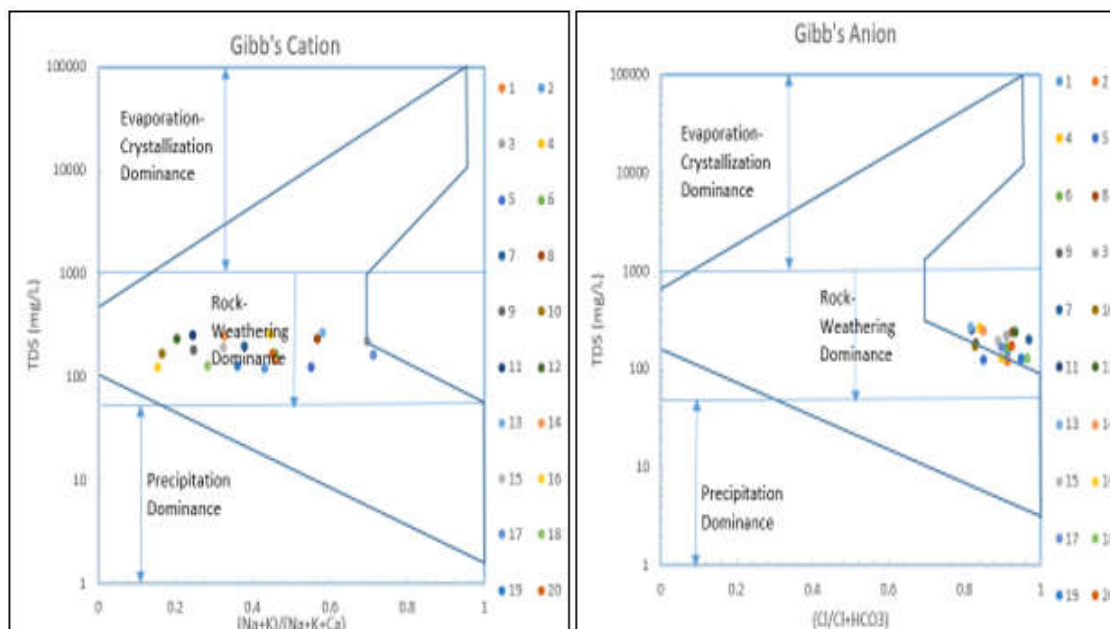 Gibb's Cation
100000
10000
1000
100
10
1
TDS (mg/L)
Evaporation-
Crystallization
Dominance
Rock-
Weathering
Dominance
Precipitation
Dominance
0 0.2 0.4 0.6 0.8 1
(Na+K)/(Na+K+Ca)
1 2
3 4
5 6
7 8
9 10
11 12
13 14
15 16
17 18
19 20
Gibb's Anion
100000
10000
1000
100
10
1
TDS (mg/L)
Evaporation-
Crystallization
Dominance
Rock-
Weathering
Dominance
Precipitation
Dominance
0 0.2 0.4 0.6 0.8 1
(Cl/Cl+HCO3)
1 2
4 5
6 8
9 3
7
11
13
15
17
19